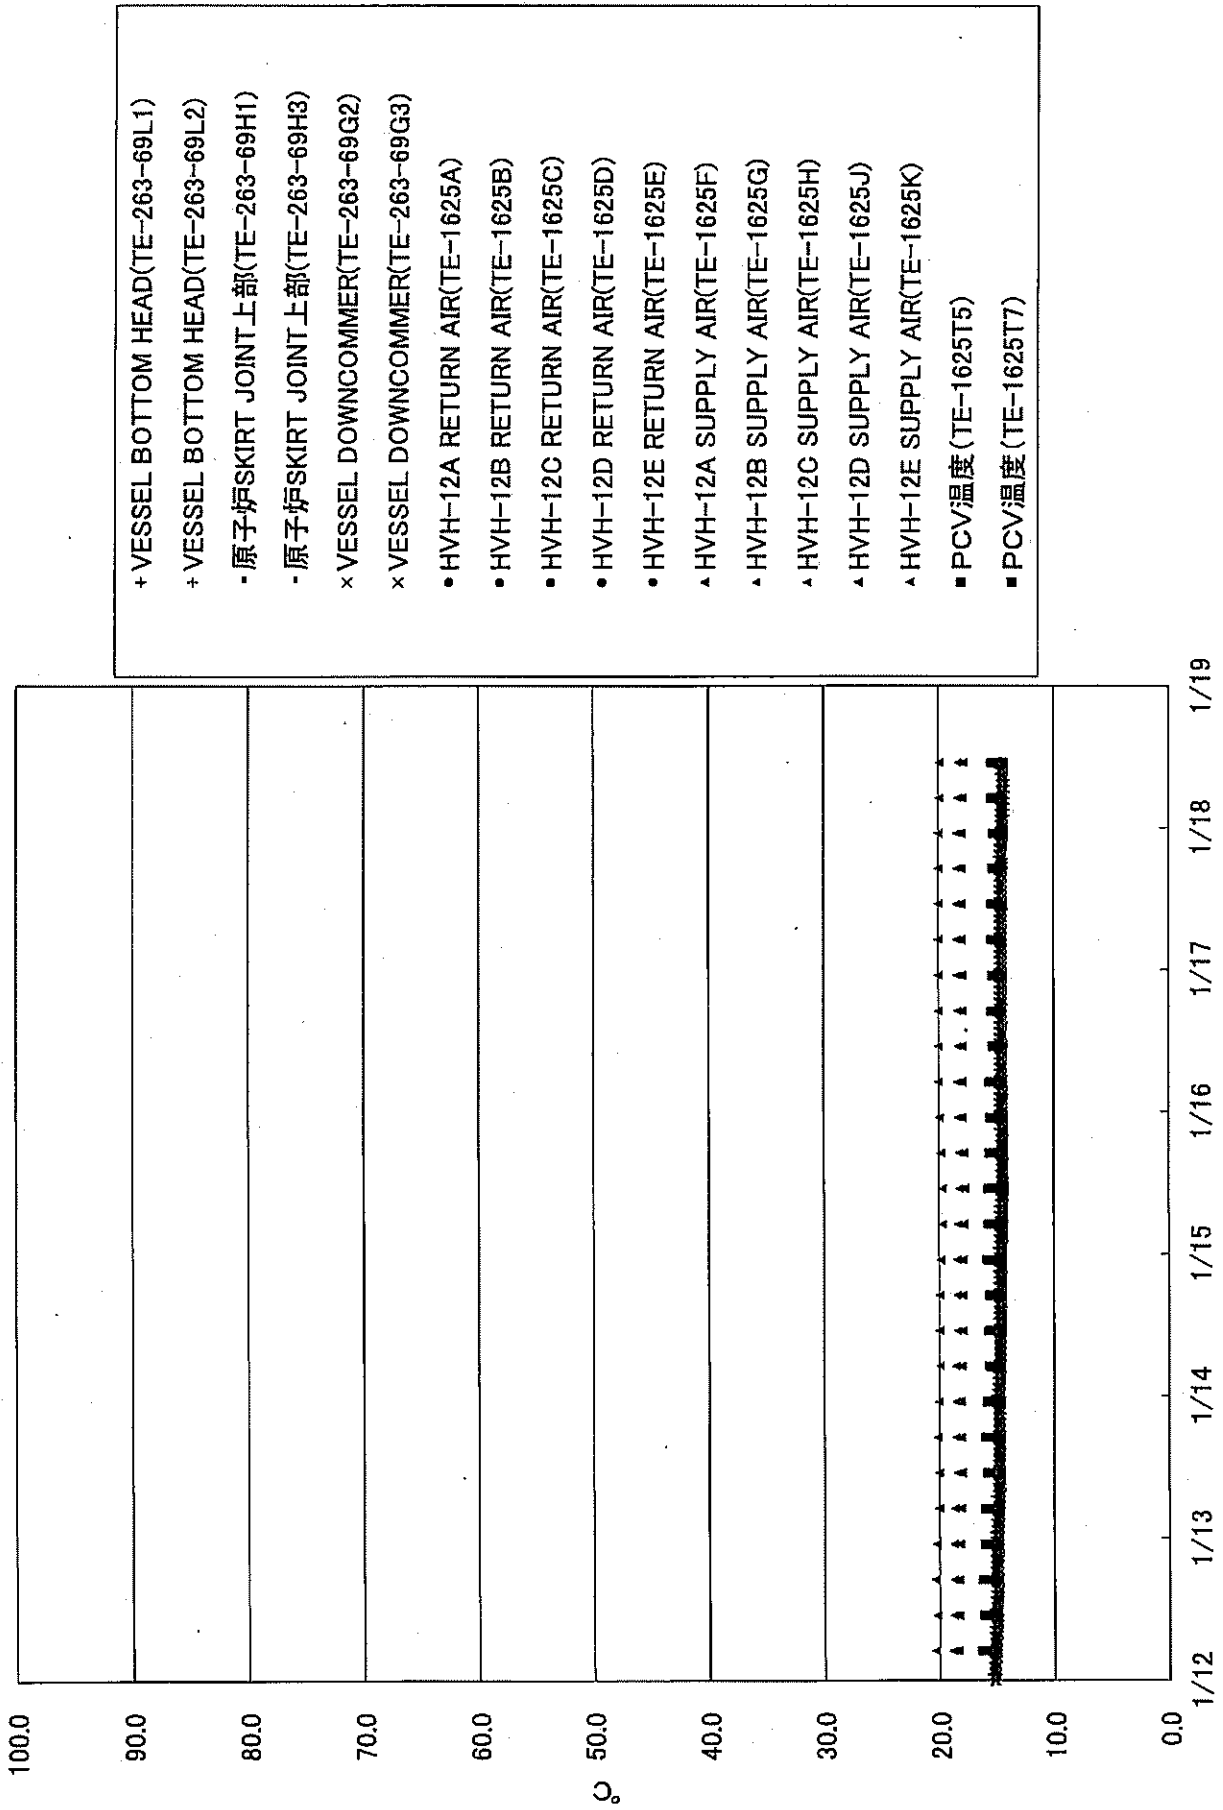 100.0
90.0
80.0
70.0
60.0
50.0
40.0
30.0
20.0
10.0
0.0
℃
1/12
1/13
1/14
1/15
1/16
1/17
1/18
1/19
+ VESSEL BOTTOM HEAD(TE-263-69L1)
+ VESSEL BOTTOM HEAD(TE-263-69L2)
- 原子炉SKIRT JOINT上部(TE-263-69H1)
- 原子炉SKIRT JOINT上部(TE-263-69H3)
× VESSEL DOWNCOMMER(TE-263-69G2)
× VESSEL DOWNCOMMER(TE-263-69G3)
● HVH-12A RETURN AIR(TE-1625A)
● HVH-12B RETURN AIR(TE-1625B)
● HVH-12C RETURN AIR(TE-1625C)
● HVH-12D RETURN AIR(TE-1625D)
● HVH-12E RETURN AIR(TE-1625E)
▲ HVH-12A SUPPLY AIR(TE-1625F)
▲ HVH-12B SUPPLY AIR(TE-1625G)
▲ HVH-12C SUPPLY AIR(TE-1625H)
▲ HVH-12D SUPPLY AIR(TE-1625J)
▲ HVH-12E SUPPLY AIR(TE-1625K)
■ PCV温度(TE-1625T5)
■ PCV温度(TE-1625T7)